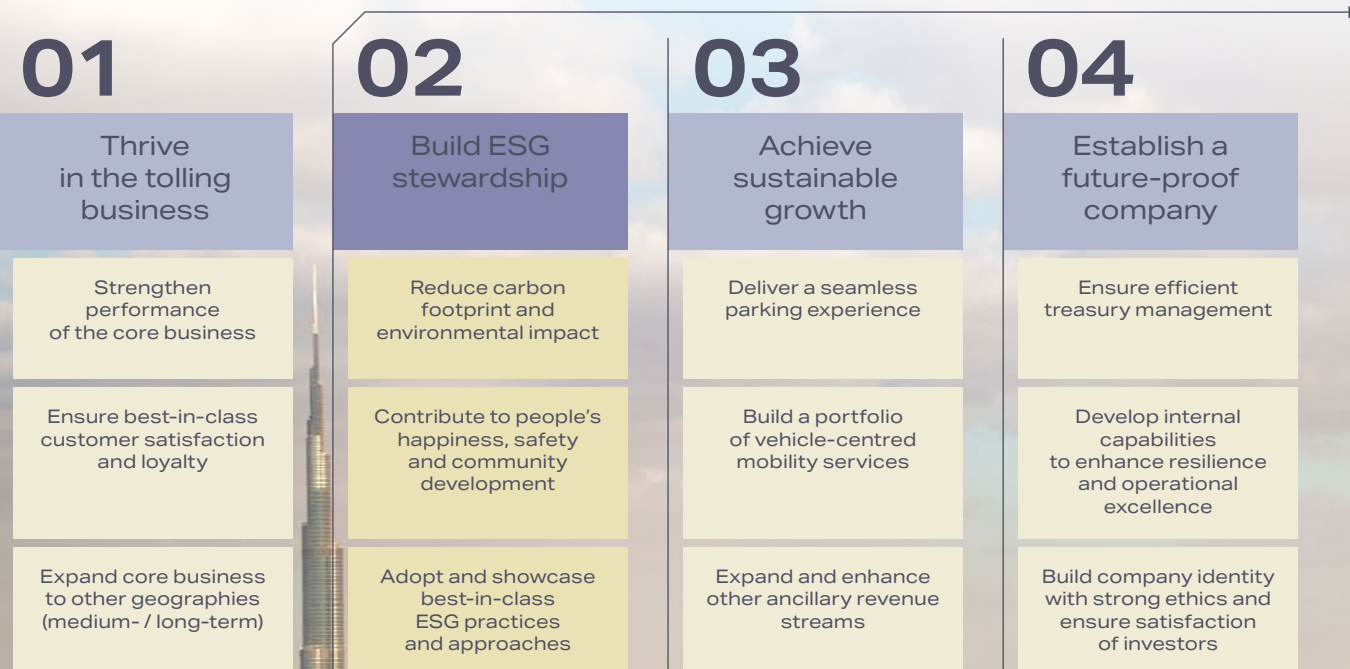 01
Thrive
in the tolling
business
Strengthen
performance
of the core business
Ensure best-in-class
customer satisfaction
and loyalty
Expand core business
to other geographies
(medium- / long-term)
02
Build ESG
stewardship
Reduce carbon
footprint and
environmental impact
Contribute to people’s
happiness, safety
and community
development
Adopt and showcase
best-in-class
ESG practices
and approaches
03
Achieve
sustainable
growth
Deliver a seamless
parking experience
Build a portfolio
of vehicle-centred
mobility services
Expand and enhance
other ancillary revenue
streams
04
Establish a
future-proof
company
Ensure efficient
treasury management
Develop internal
capabilities
to enhance resilience
and operational
excellence
Build company identity
with strong ethics and
ensure satisfaction
of investors